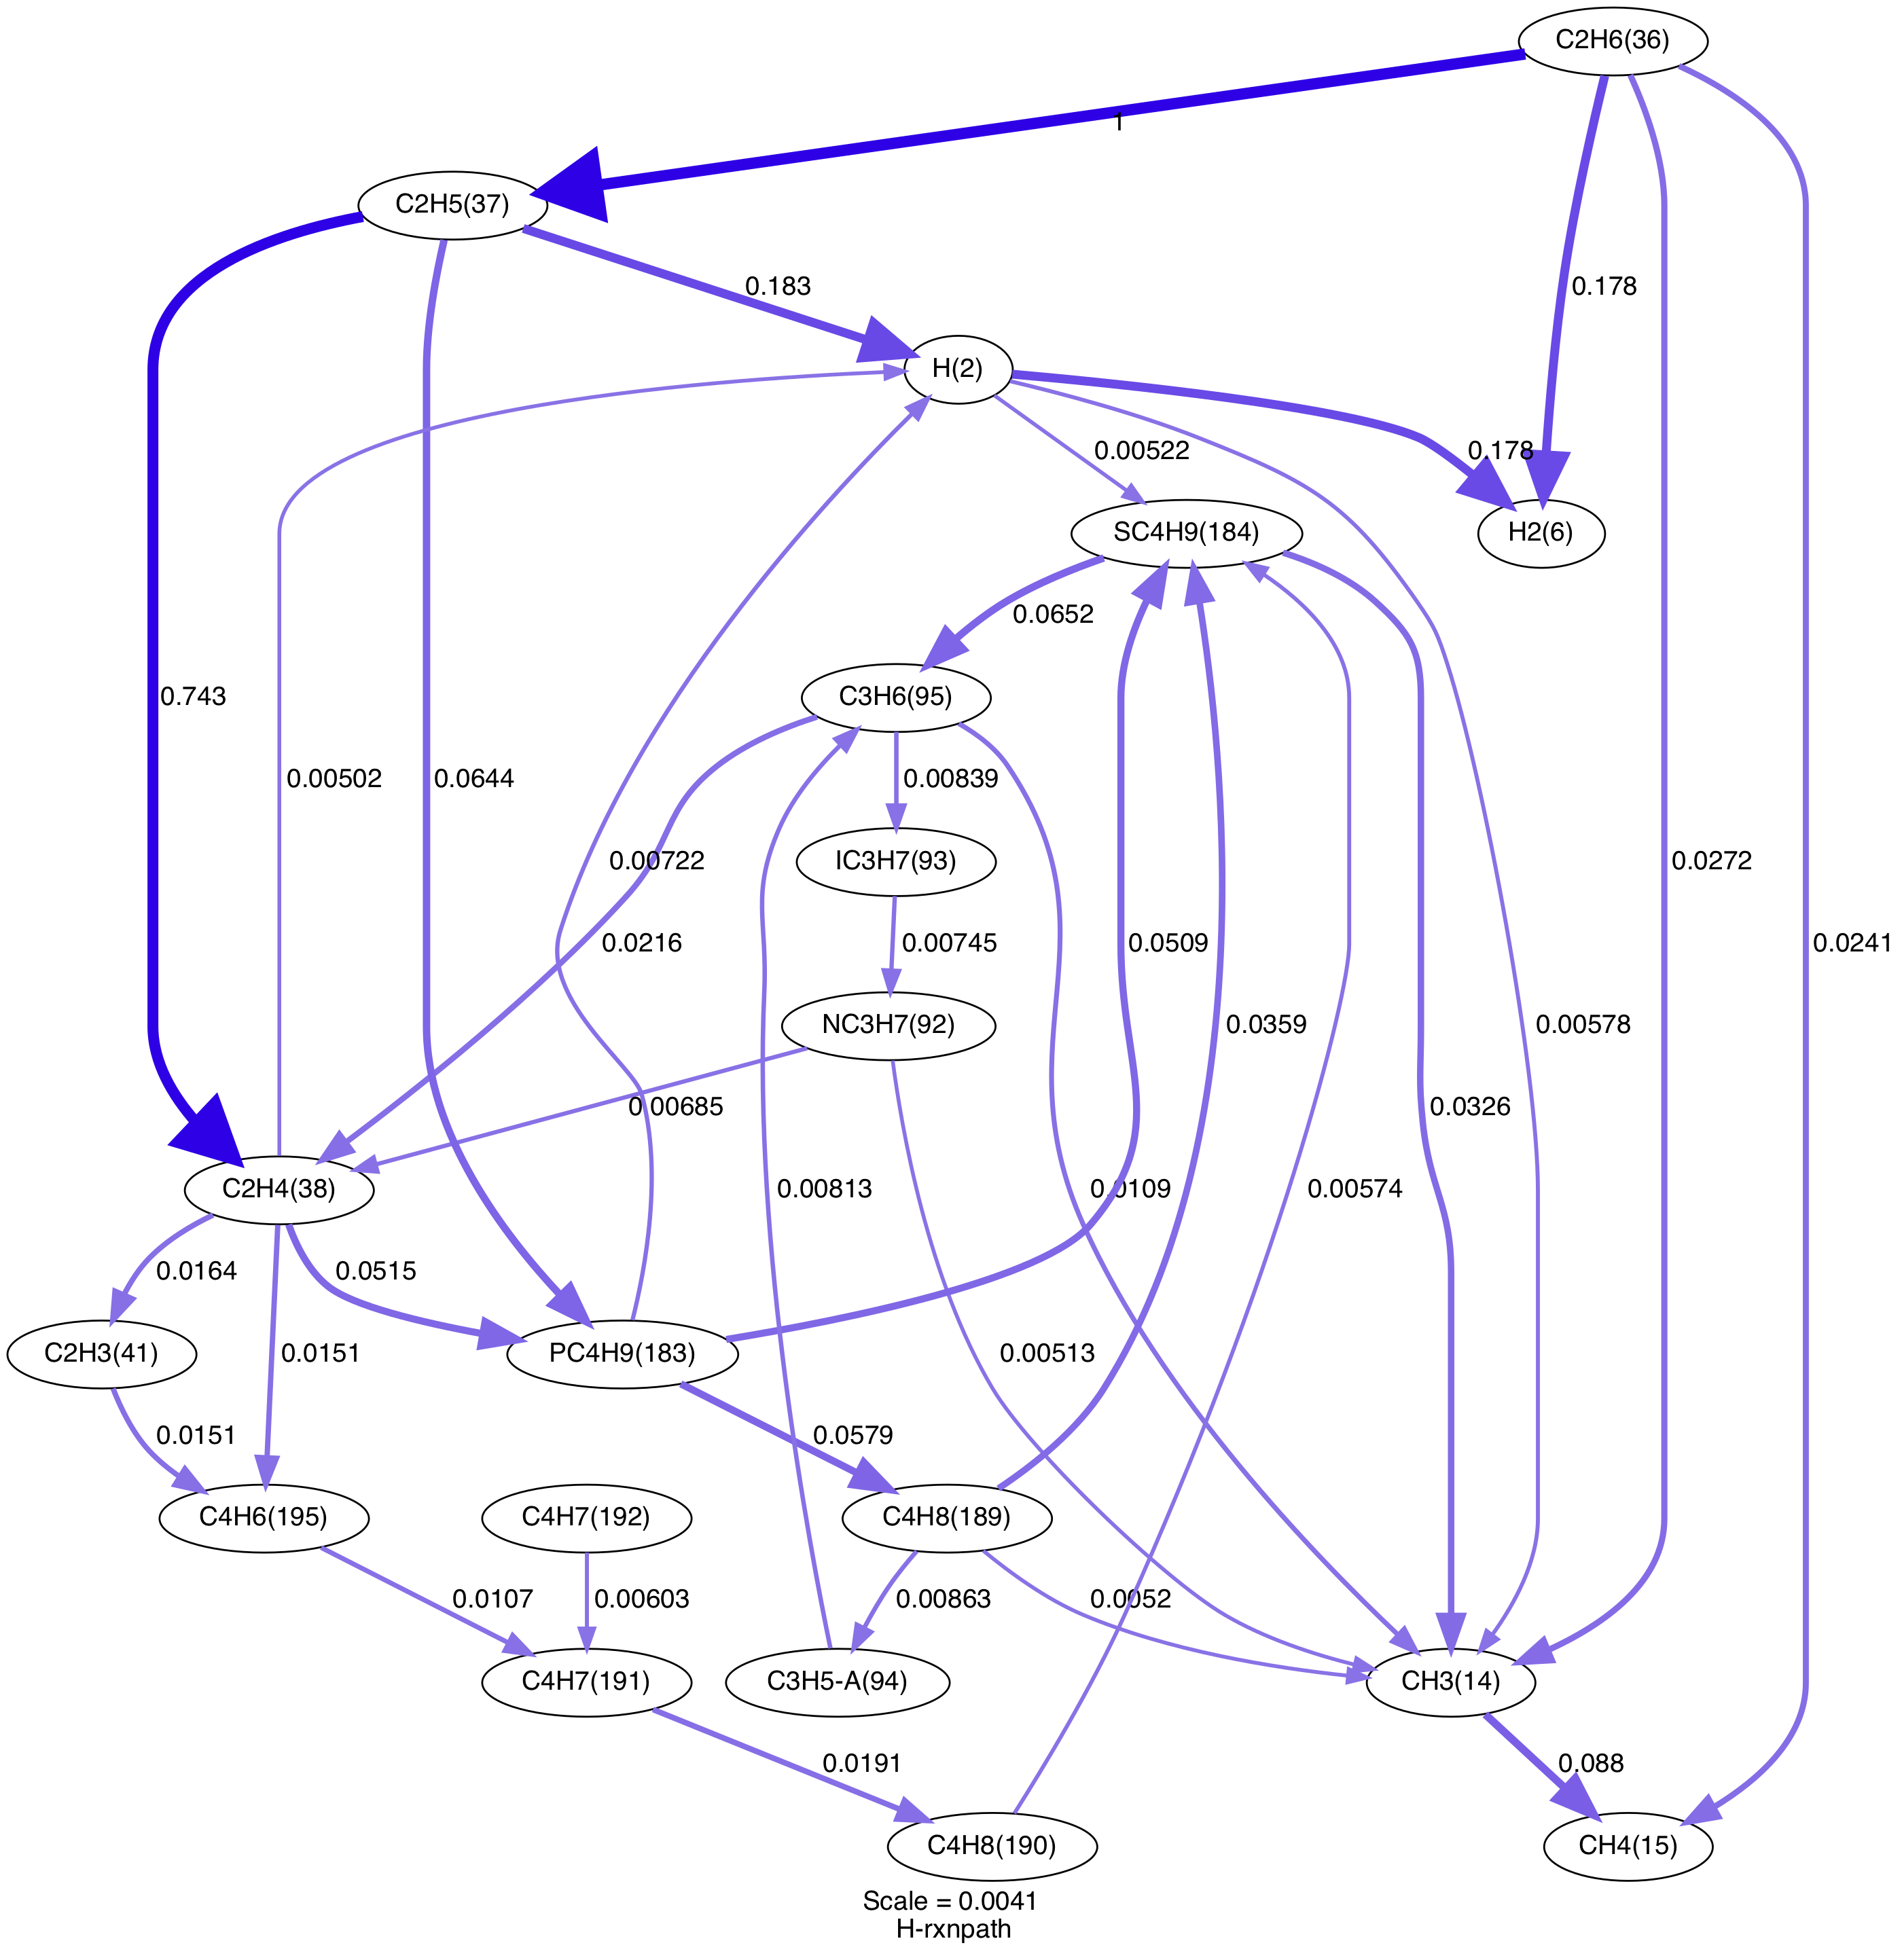 C2H6(36)
1
C2H5(37)
0.183
0.178
H(2)
0.178
0.00522
SC4H9(184)
H2(6)
0.0652
0.743
C3H6(95)
0.00502
0.0644
0.00839
0.00722
IC3H7(93)
0.0272
0.0216
0.00745
0.0509
0.0241
NC3H7(92)
0.0359
0.00578
0.00685
0.0326
C2H4(38)
0.00813
0.0109
0.00574
0.0164
0.0515
C2H3(41)
0.0151
PC4H9(183)
0.00513
0.0151
0.0579
C4H6(195)
C4H7(192)
C4H8(189)
0.0107
0.00603
0.00863
0.0052
C4H7(191)
C3H5-A(94)
CH3(14)
0.0191
0.088
C4H8(190)
CH4(15)
Scale = 0.0041
H-rxnpath